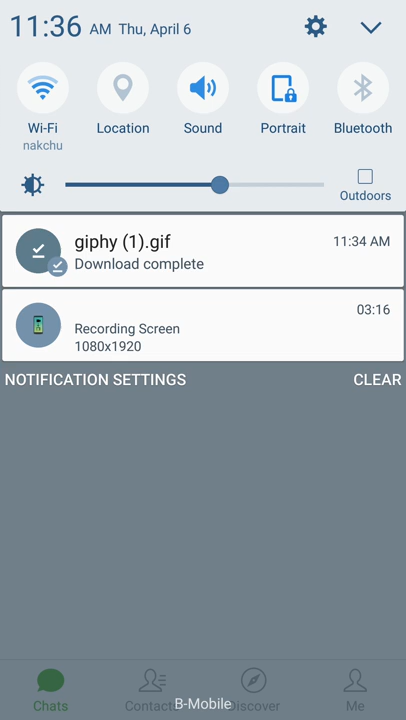 11:36 AM Thu, April 6
Wi-Fi
nakchu
Location
Sound
Portrait
Bluetooth
Outdoors
giphy (1).gif
11:34 AM
Download complete
03:16
Recording Screen
1080x1920
NOTIFICATION SETTINGS
CLEAR
Chats
B-Mobile
Me